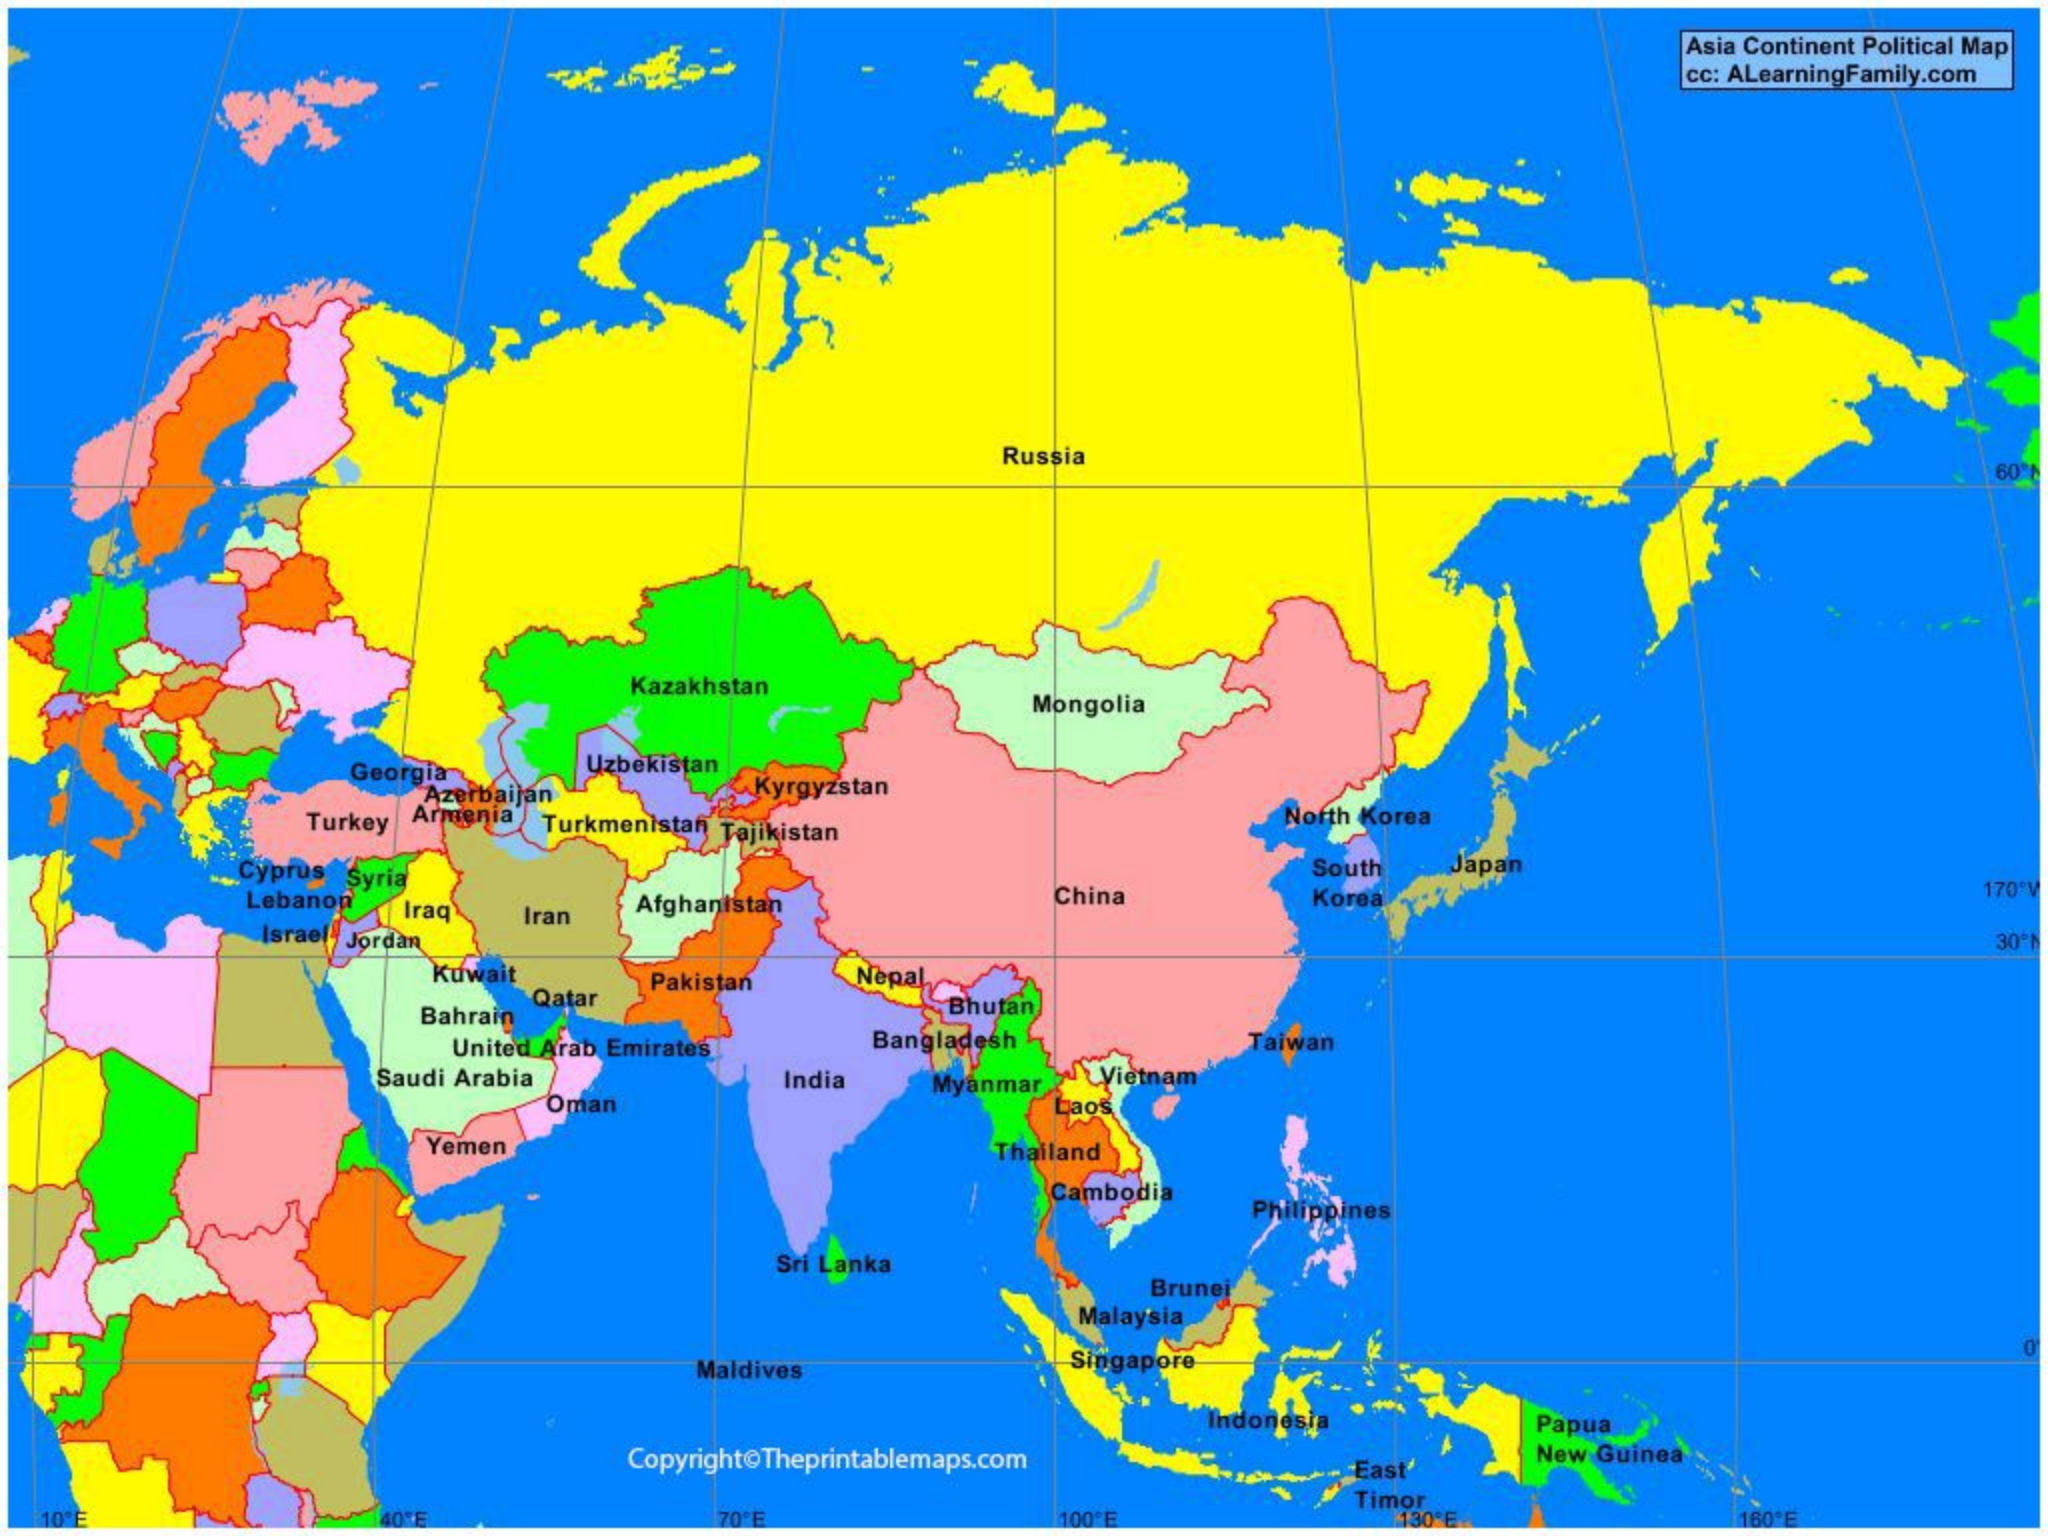 Asia Continent Political Map
cc: ALearningFamily.com
Russia
60°N
Kazakhstan
Mongolia
Uzbekistan
Georgia
Kyrgyzstan
Azerbaijan
Armenia
Turkey
Turkmenistan
Tajikistan
North Korea
Japan
South
Korea
Cyprus
Syria
Lebanon
Iraq
Iran
Afghanistan
China
170°W
Israel
Jordan
30°N
Kuwait
Pakistan
Nepal
Qatar
Bhutan
Bahrain
United Arab Emirates
Bangladesh
Taiwan
Saudi Arabia
India
Myanmar
Vietnam
Oman
Laos
Yemen
Thailand
Cambodia
Philippines
Sri Lanka
Brunei
Malaysia
Singapore
0°
Maldives
Indonesia
Papua
New Guinea
Copyright©Theprintablemaps.com
East
Timor
10°E
40°E
70°E
100°E
130°E
160°E